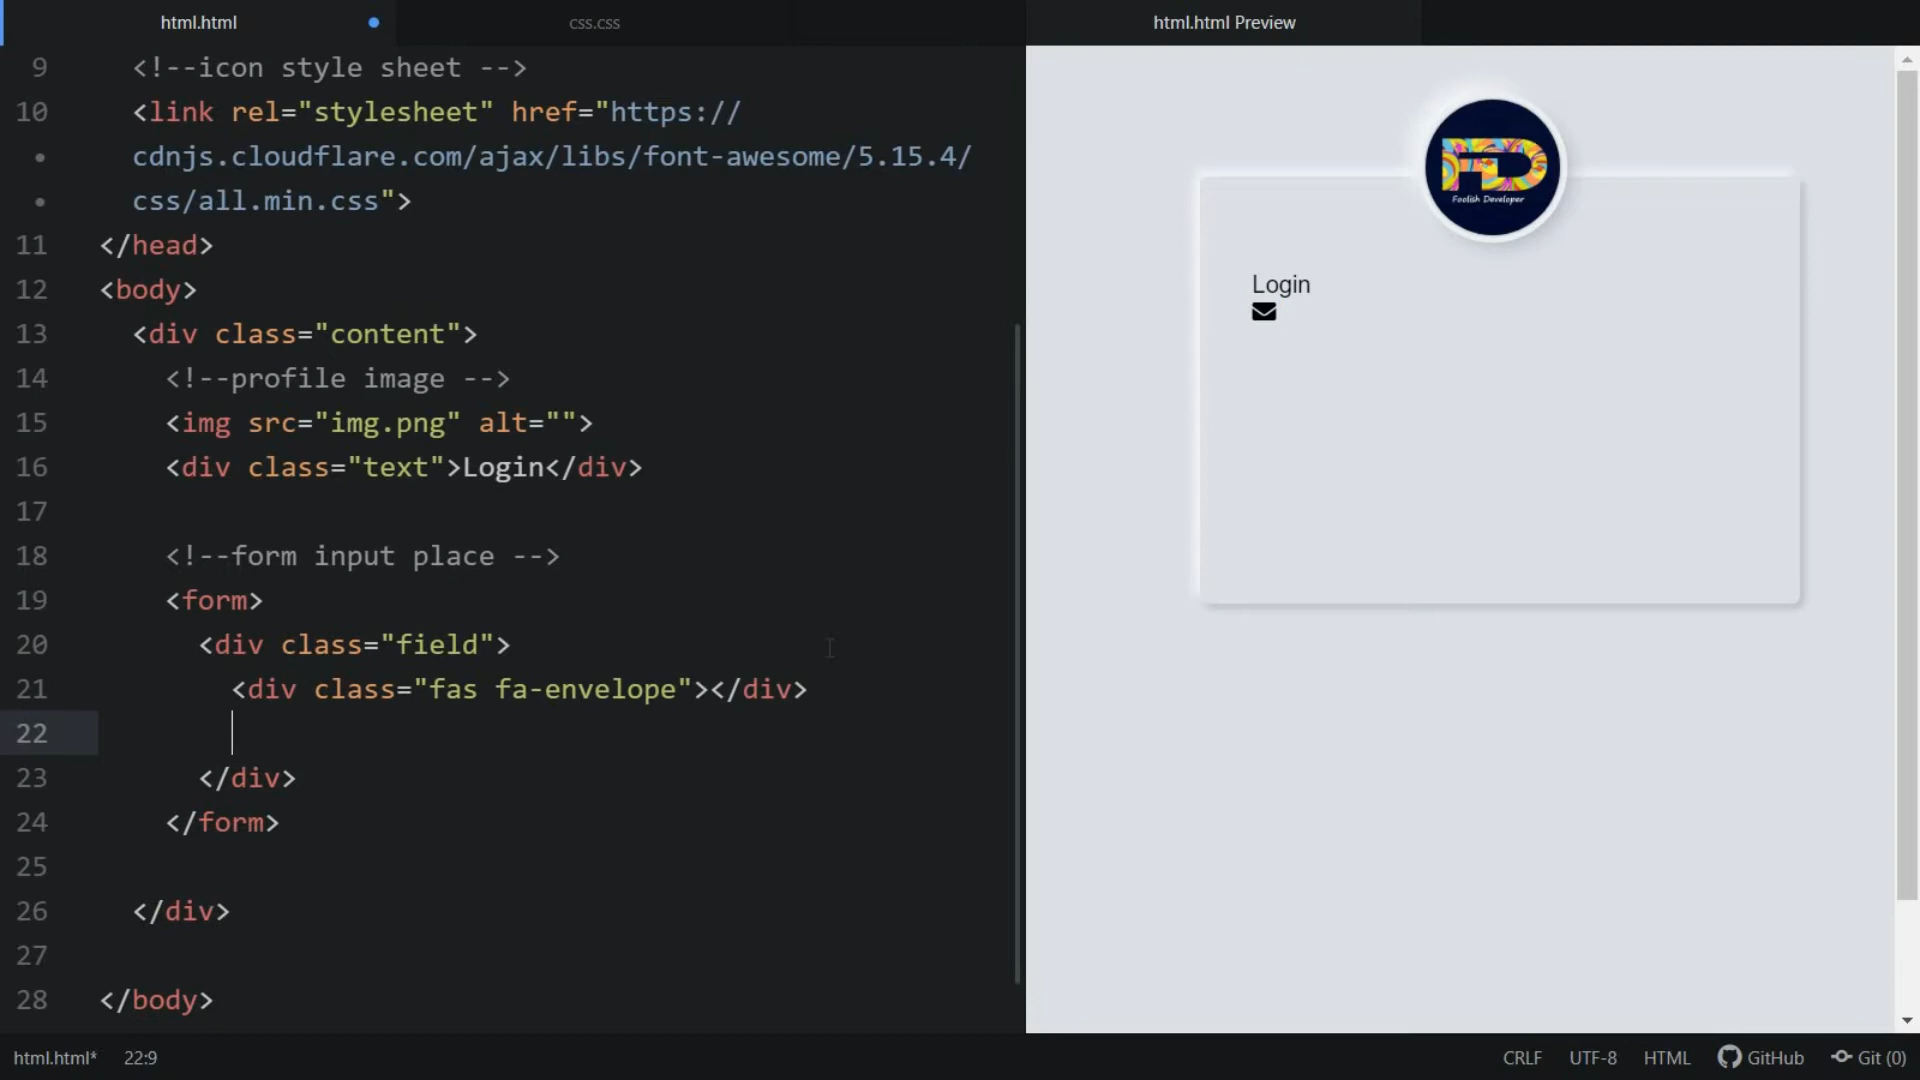 html.html
css.css
html.html Preview
9 <!--icon style sheet -->
10 <link rel="stylesheet" href="https://
• cdnjs.cloudflare.com/ajax/libs/font-awesome/5.15.4/
• css/all.min.css">
11 </head>
12 <body>
13 <div class="content">
14 <!--profile image -->
15 <img src="img.png" alt="">
16 <div class="text">Login</div>
17
18 <!--form input place -->
19 <form>
20 <div class="field">
21 <div class="fas fa-envelope"></div>
22
23 </div>
24 </form>
25
26 </div>
27
28 </body>
FD
Foolish Developer
Login
html.html* 22:9
CRLF UTF-8 HTML GitHub Git (0)